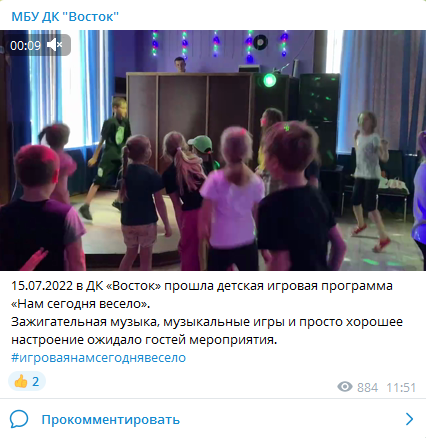 МБУ ДК "Восток"
00:09
15.07.2022 в ДК «Восток» прошла детская игровая программа
«Нам сегодня весело».
Зажигательная музыка, музыкальные игры и просто хорошее
настроение ожидало гостей мероприятия.
#игроваянамсегоднявесело
👍 2
884 11:51
Прокомментировать